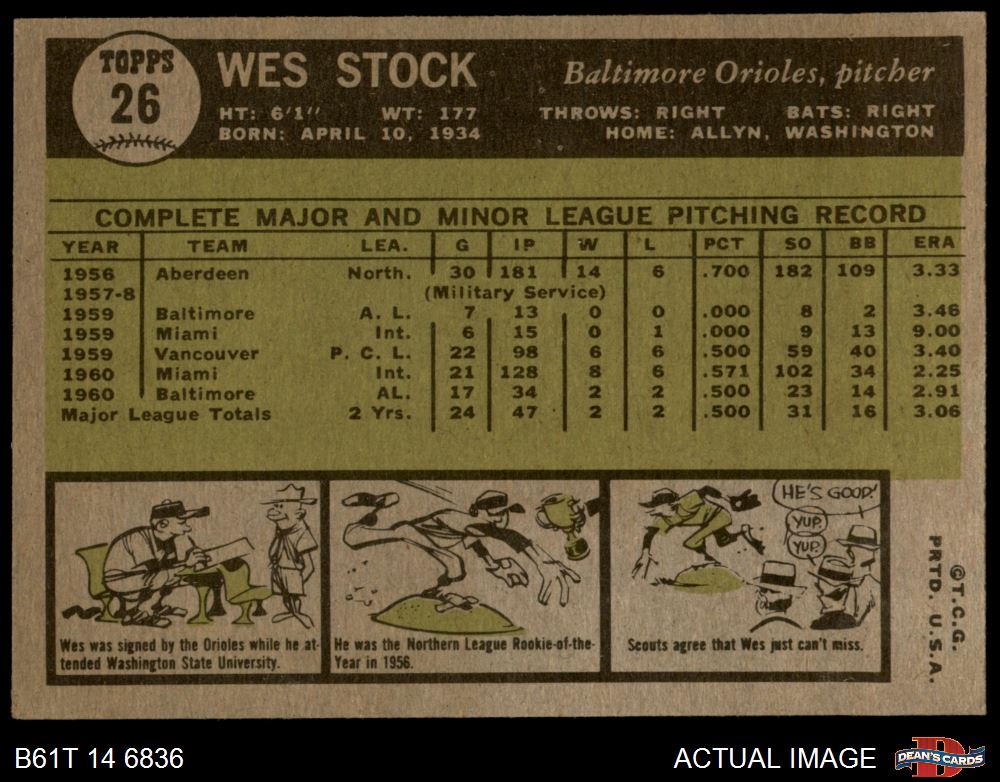 TOPPS
26
WES STOCK
Baltimore Orioles, pitcher
HT: 6'1" WT: 177 THROWS: RIGHT BATS: RIGHT
BORN: APRIL 10, 1934 HOME: ALLYN, WASHINGTON
COMPLETE MAJOR AND MINOR LEAGUE PITCHING RECORD
YEAR TEAM LEA. G IP W L PCT SO BB ERA
1956 Aberdeen North. 30 181 14 6 .700 182 109 3.33
1957-8 (Military Service)
1959 Baltimore A. L. 7 13 0 0 .000 8 2 3.46
1959 Miami Int. 6 15 0 1 .000 9 13 9.00
1959 Vancouver P. C. L. 22 98 6 6 .500 59 40 3.40
1960 Miami Int. 21 128 8 6 .571 102 34 2.25
1960 Baltimore AL. 17 34 2 2 .500 23 14 2.91
Major League Totals 2 Yrs. 24 47 2 2 .500 31 16 3.06
Wes was signed by the Orioles while he at-
tended Washington State University.
He was the Northern League Rookie-of-the-
Year in 1956.
HE'S GOOD!
YUP.
YUP.
Scouts agree that Wes just can't miss.
©T.C.G.
PRTD. U.S.A.
B61T 14 6836
ACTUAL IMAGE
D
DEAN'S CARDS